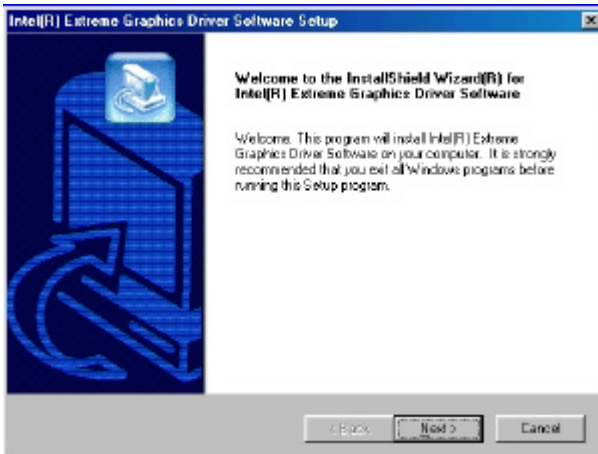 Intel(R) Extreme Graphics Driver Software Setup
Welcome to the InstallShield Wizard(R) for
Intel(R) Extreme Graphics Driver Software
Welcome. This program will install Intel(R) Extreme
Graphics Driver Software on your computer. It is strongly
recommended that you exit all Windows programs before
running this Setup program.
< Back
Next >
Cancel